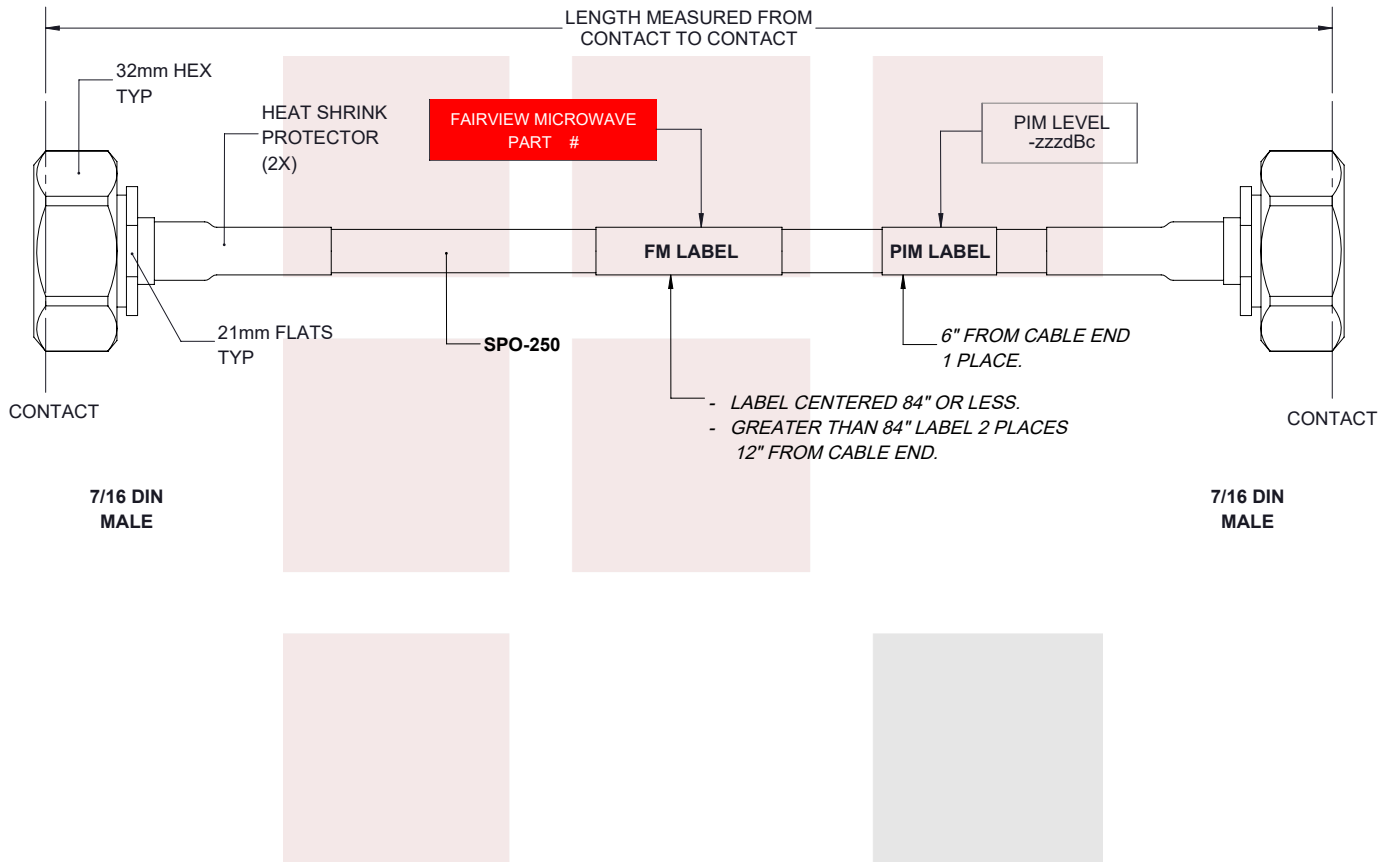 LENGTH MEASURED FROM
CONTACT TO CONTACT
32mm HEX
TYP
HEAT SHRINK
PROTECTOR
(2X)
FAIRVIEW MICROWAVE
PART #
PIM LEVEL
-zzzdBc
FM LABEL
PIM LABEL
21mm FLATS
TYP
SPO-250
6" FROM CABLE END
1 PLACE.
CONTACT
- LABEL CENTERED 84" OR LESS.
- GREATER THAN 84" LABEL 2 PLACES
12" FROM CABLE END.
CONTACT
7/16 DIN
MALE
7/16 DIN
MALE